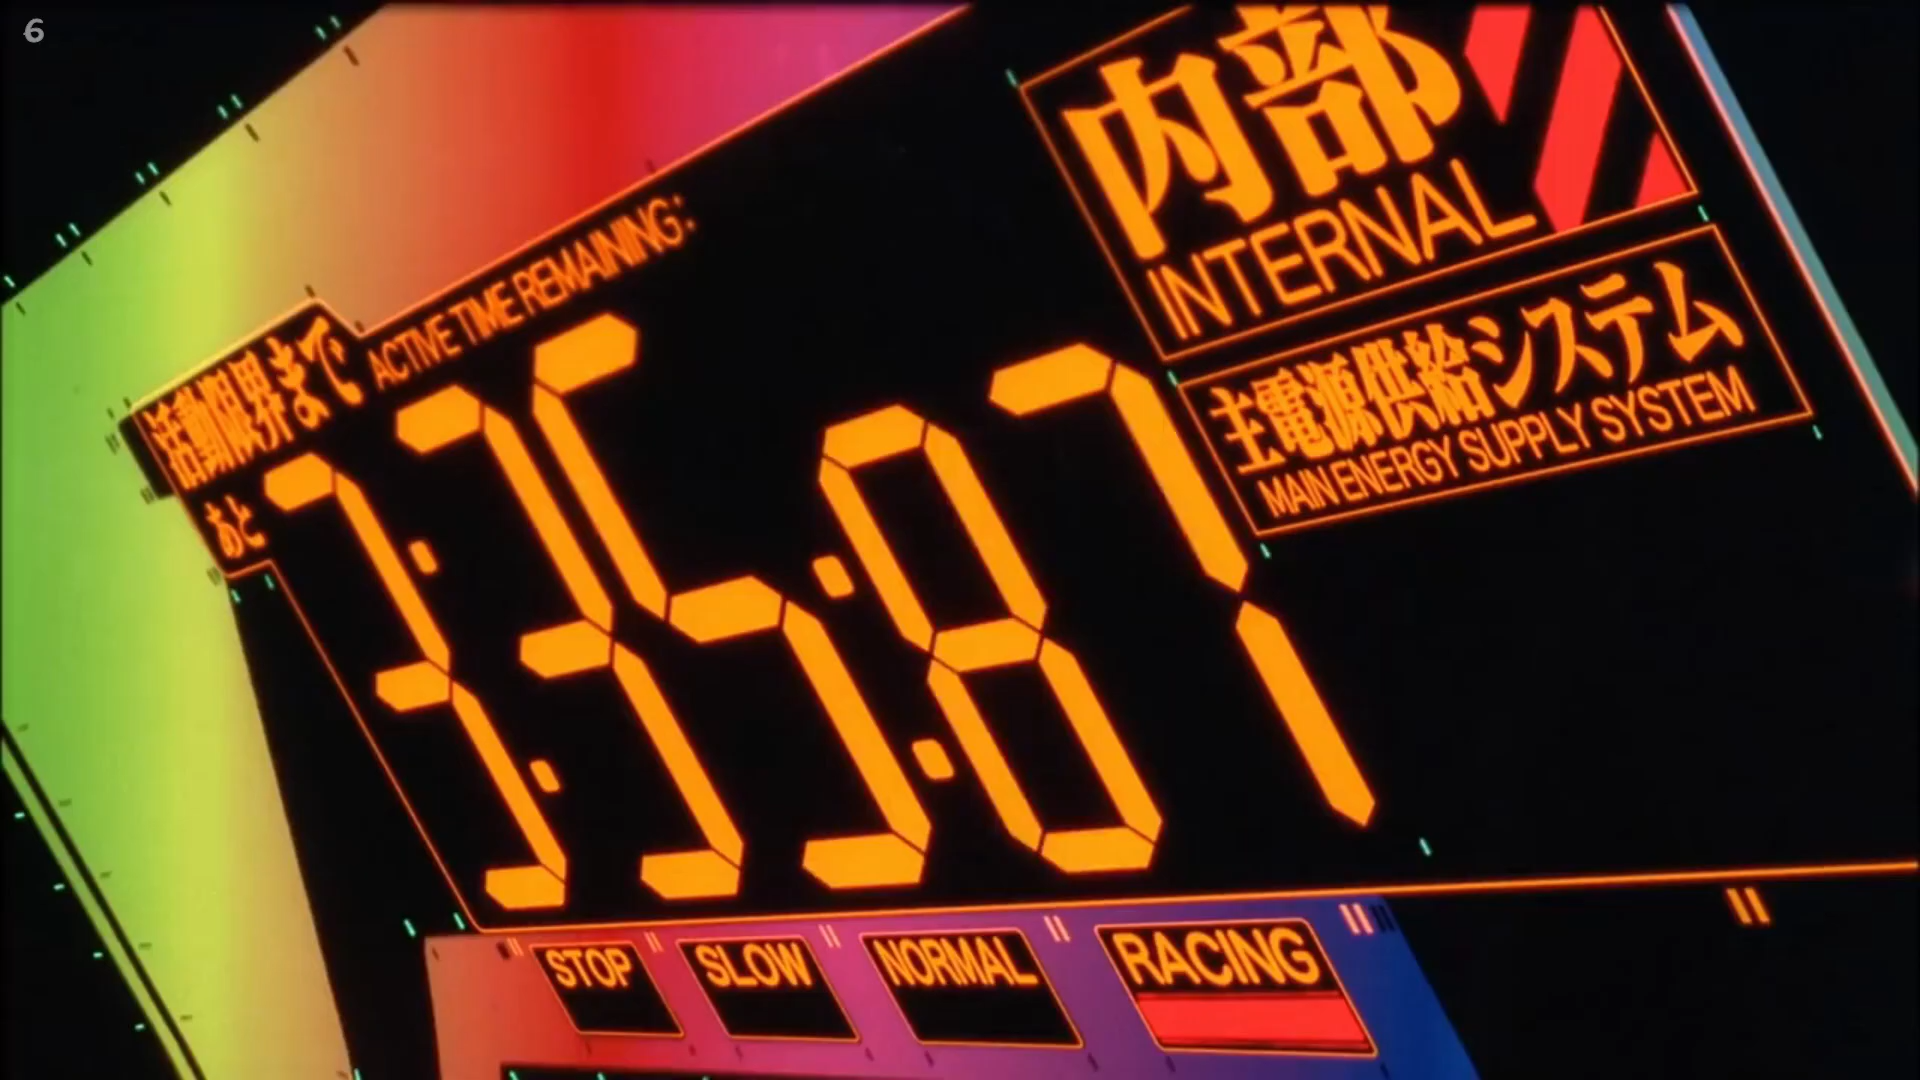 6
内部
INTERNAL
主電源供給システム
MAIN ENERGY SUPPLY SYSTEM
活動限界まで
ACTIVE TIME REMAINING:
あと
3:35:87
STOP
SLOW
NORMAL
RACING